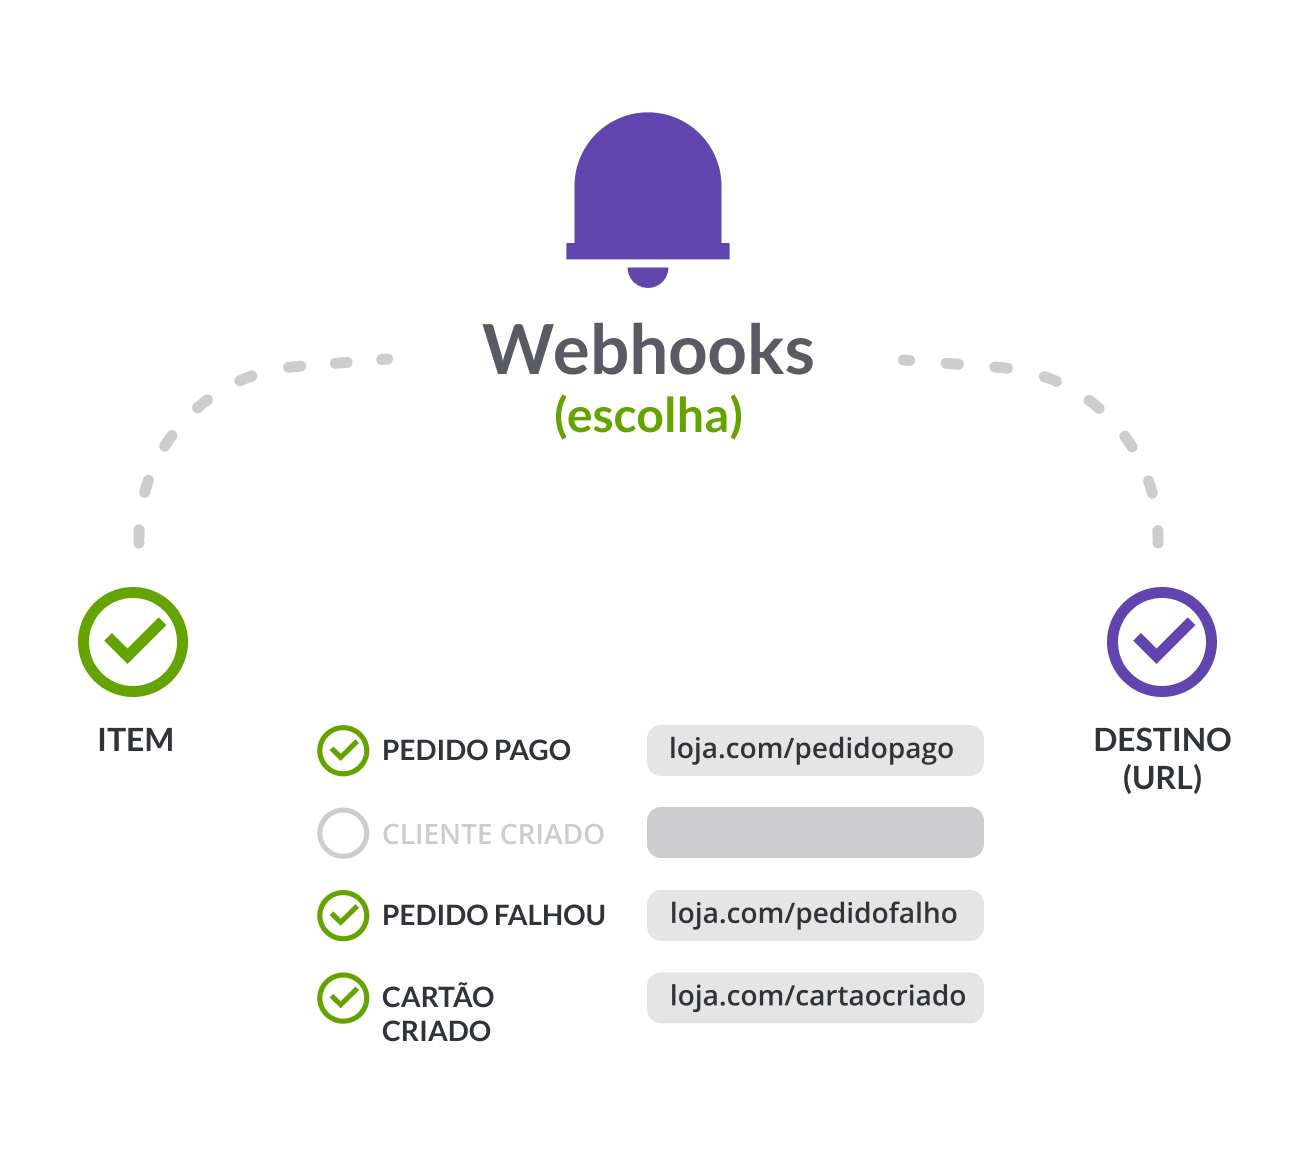 Webhooks
(escolha)
ITEM
DESTINO
(URL)
PEDIDO PAGO
loja.com/pedidopago
CLIENTE CRIADO
PEDIDO FALHOU
loja.com/pedidofalho
CARTÃO
CRIADO
loja.com/cartaocriado